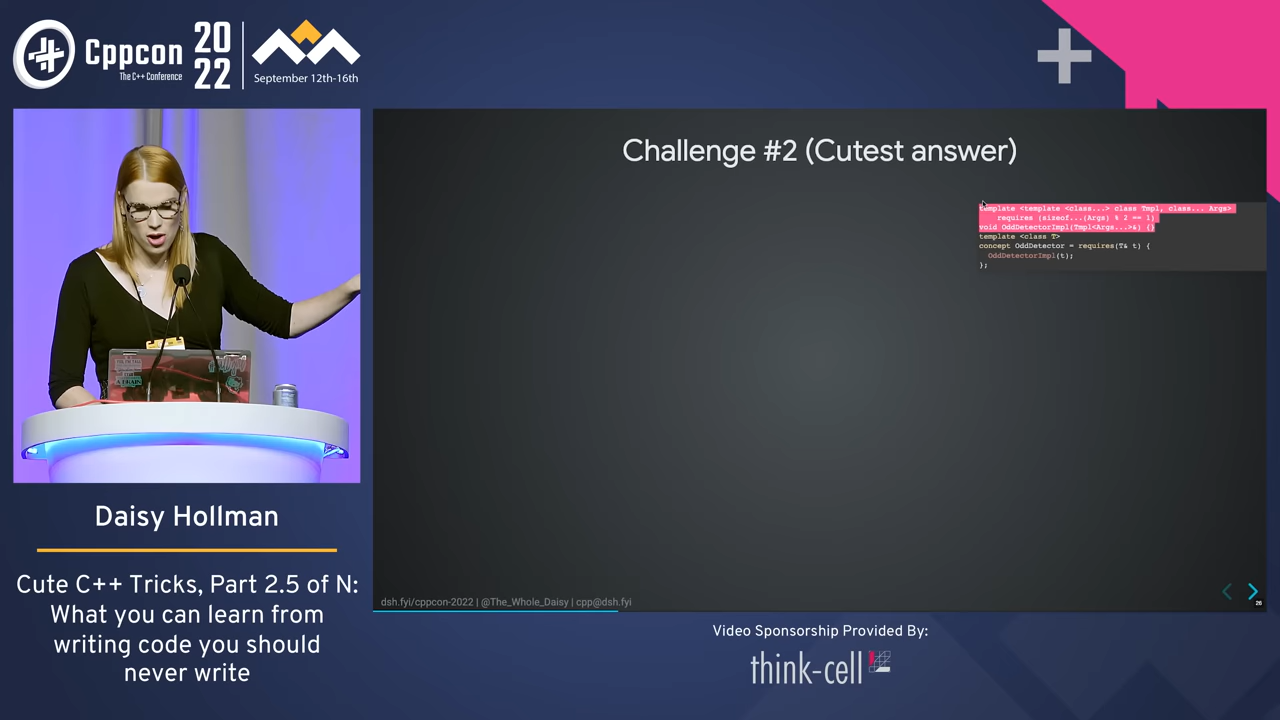 Cppcon
The C++ Conference
20
22
September 12th-16th
Challenge #2 (Cutest answer)
template <template <class...> class Tmpl, class... Args>
requires (sizeof...(Args) % 2 == 1)
void OddDetectorImpl(Tmpl<Args...>&) {}
template <class T>
concept OddDetector = requires(T& t) {
OddDetectorImpl(t);
};
Daisy Hollman
Cute C++ Tricks, Part 2.5 of N:
What you can learn from
writing code you should
never write
dsh.fyi/cppcon-2022 | @The_Whole_Daisy | cpp@dsh.fyi
Video Sponsorship Provided By:
think-cell